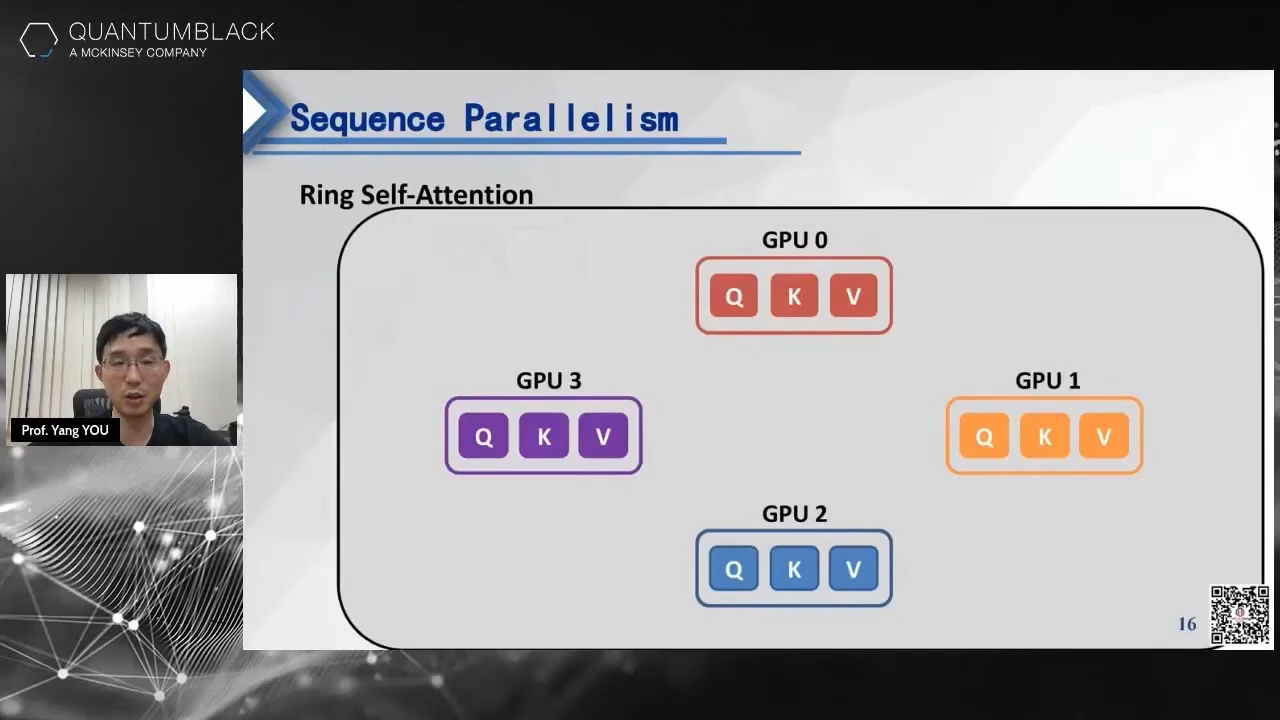 QUANTUMBLACK
A MCKINSEY COMPANY
Sequence Parallelism
Ring Self-Attention
GPU 0
Q K V
GPU 3
Q K V
GPU 1
Q K V
GPU 2
Q K V
16
Prof. Yang YOU